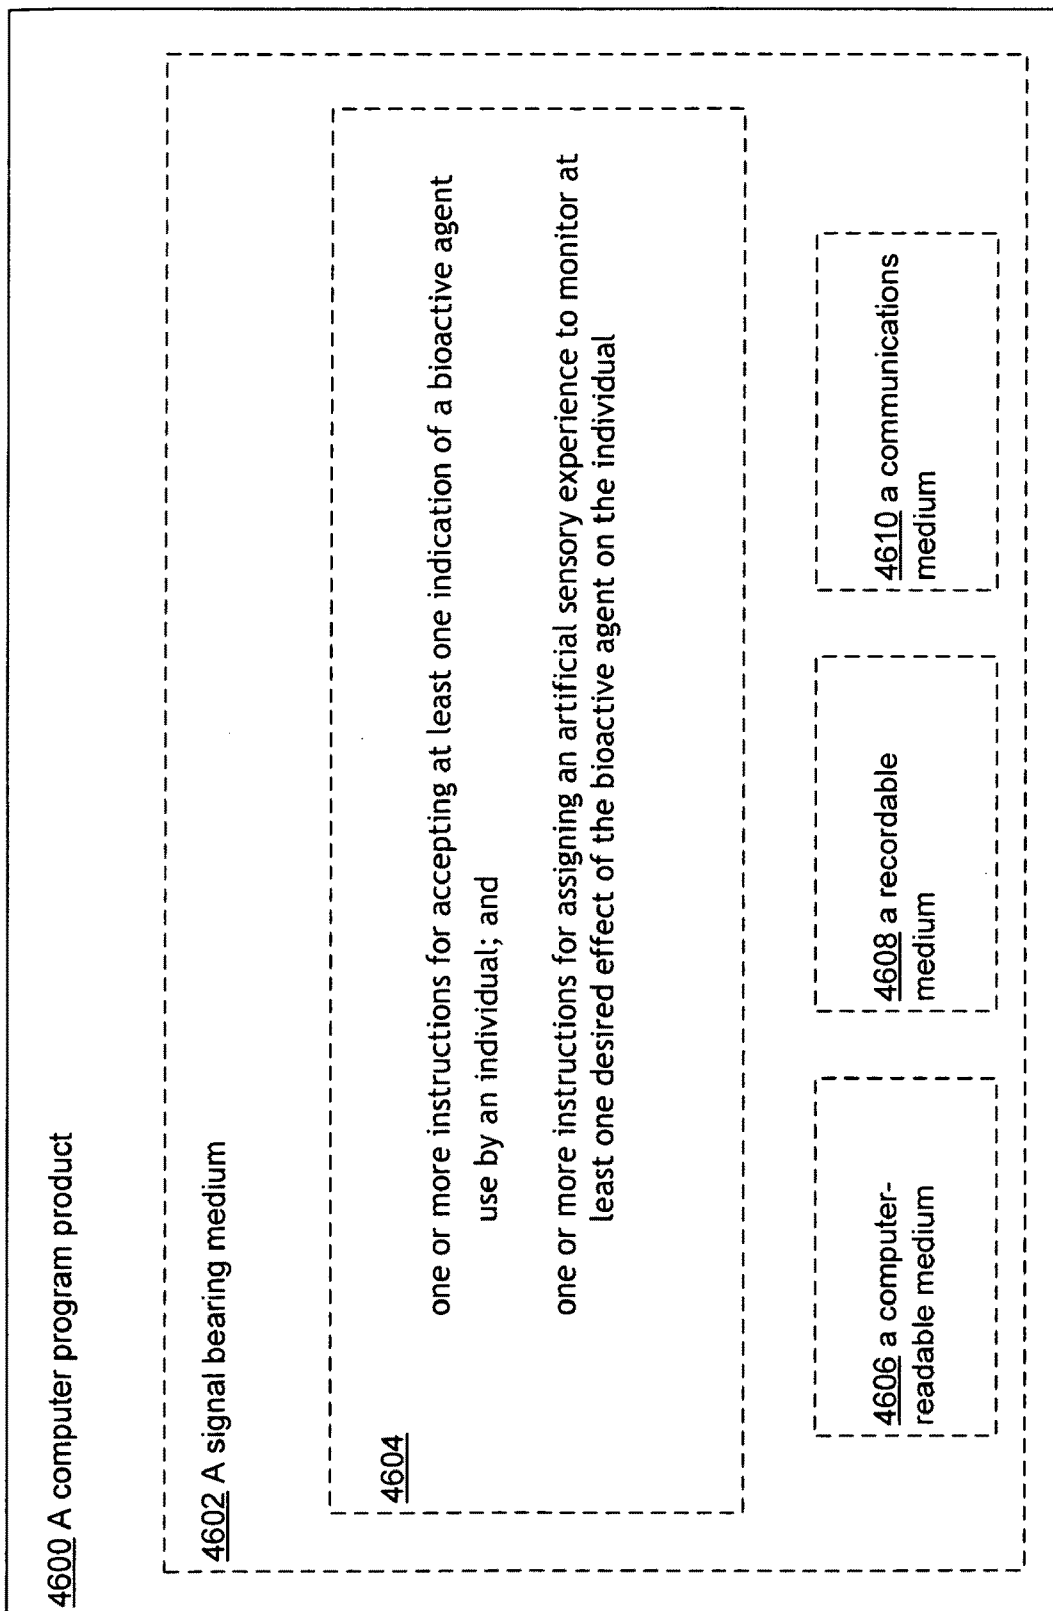 4600 A computer program product
4602 A signal bearing medium
4604
one or more instructions for accepting at least one indication of a bioactive agent
use by an individual; and
one or more instructions for assigning an artificial sensory experience to monitor at
least one desired effect of the bioactive agent on the individual
4606 a computer-
readable medium
4608 a recordable
medium
4610 a communications
medium